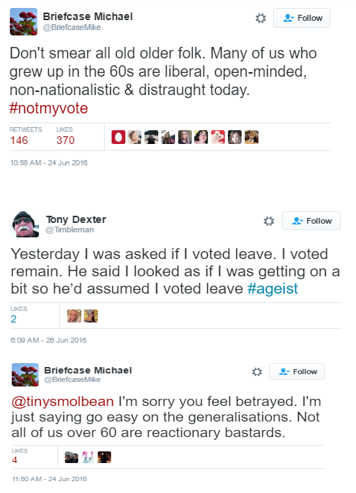 Briefcase Michael
@BriefcaseMike
Follow
Don't smear all old older folk. Many of us who
grew up in the 60s are liberal, open-minded,
non-nationalistic & distraught today.
#notmyvote
RETWEETS LIKES
146 370
10:58 AM - 24 Jun 2016
Tony Dexter
@Timbleman
Follow
Yesterday I was asked if I voted leave. I voted
remain. He said I looked as if I was getting on a
bit so he'd assumed I voted leave #ageist
LIKES
2
6:09 AM - 26 Jun 2016
Briefcase Michael
@BriefcaseMike
Follow
@tinysmolbean I'm sorry you feel betrayed. I'm
just saying go easy on the generalisations. Not
all of us over 60 are reactionary bastards.
LIKES
4
11:50 AM - 24 Jun 2016